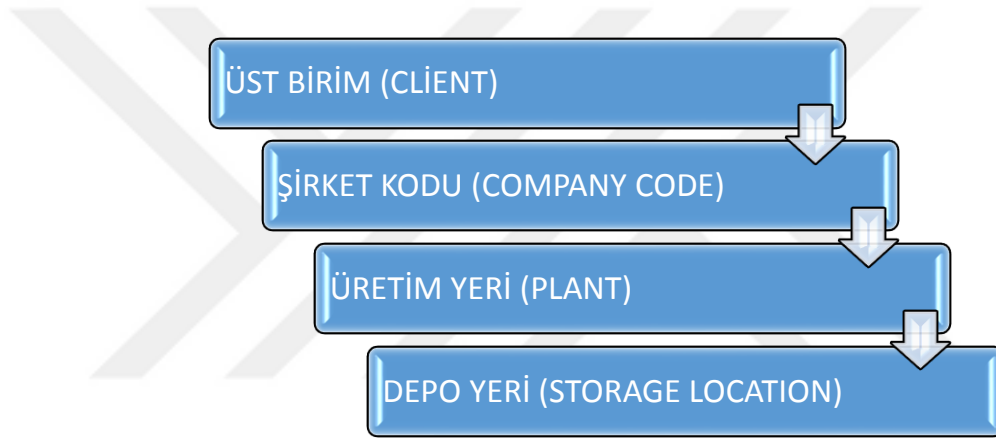 ÜST BİRİM (CLİENT)
ŞİRKET KODU (COMPANY CODE)
ÜRETİM YERİ (PLANT)
DEPO YERİ (STORAGE LOCATION)